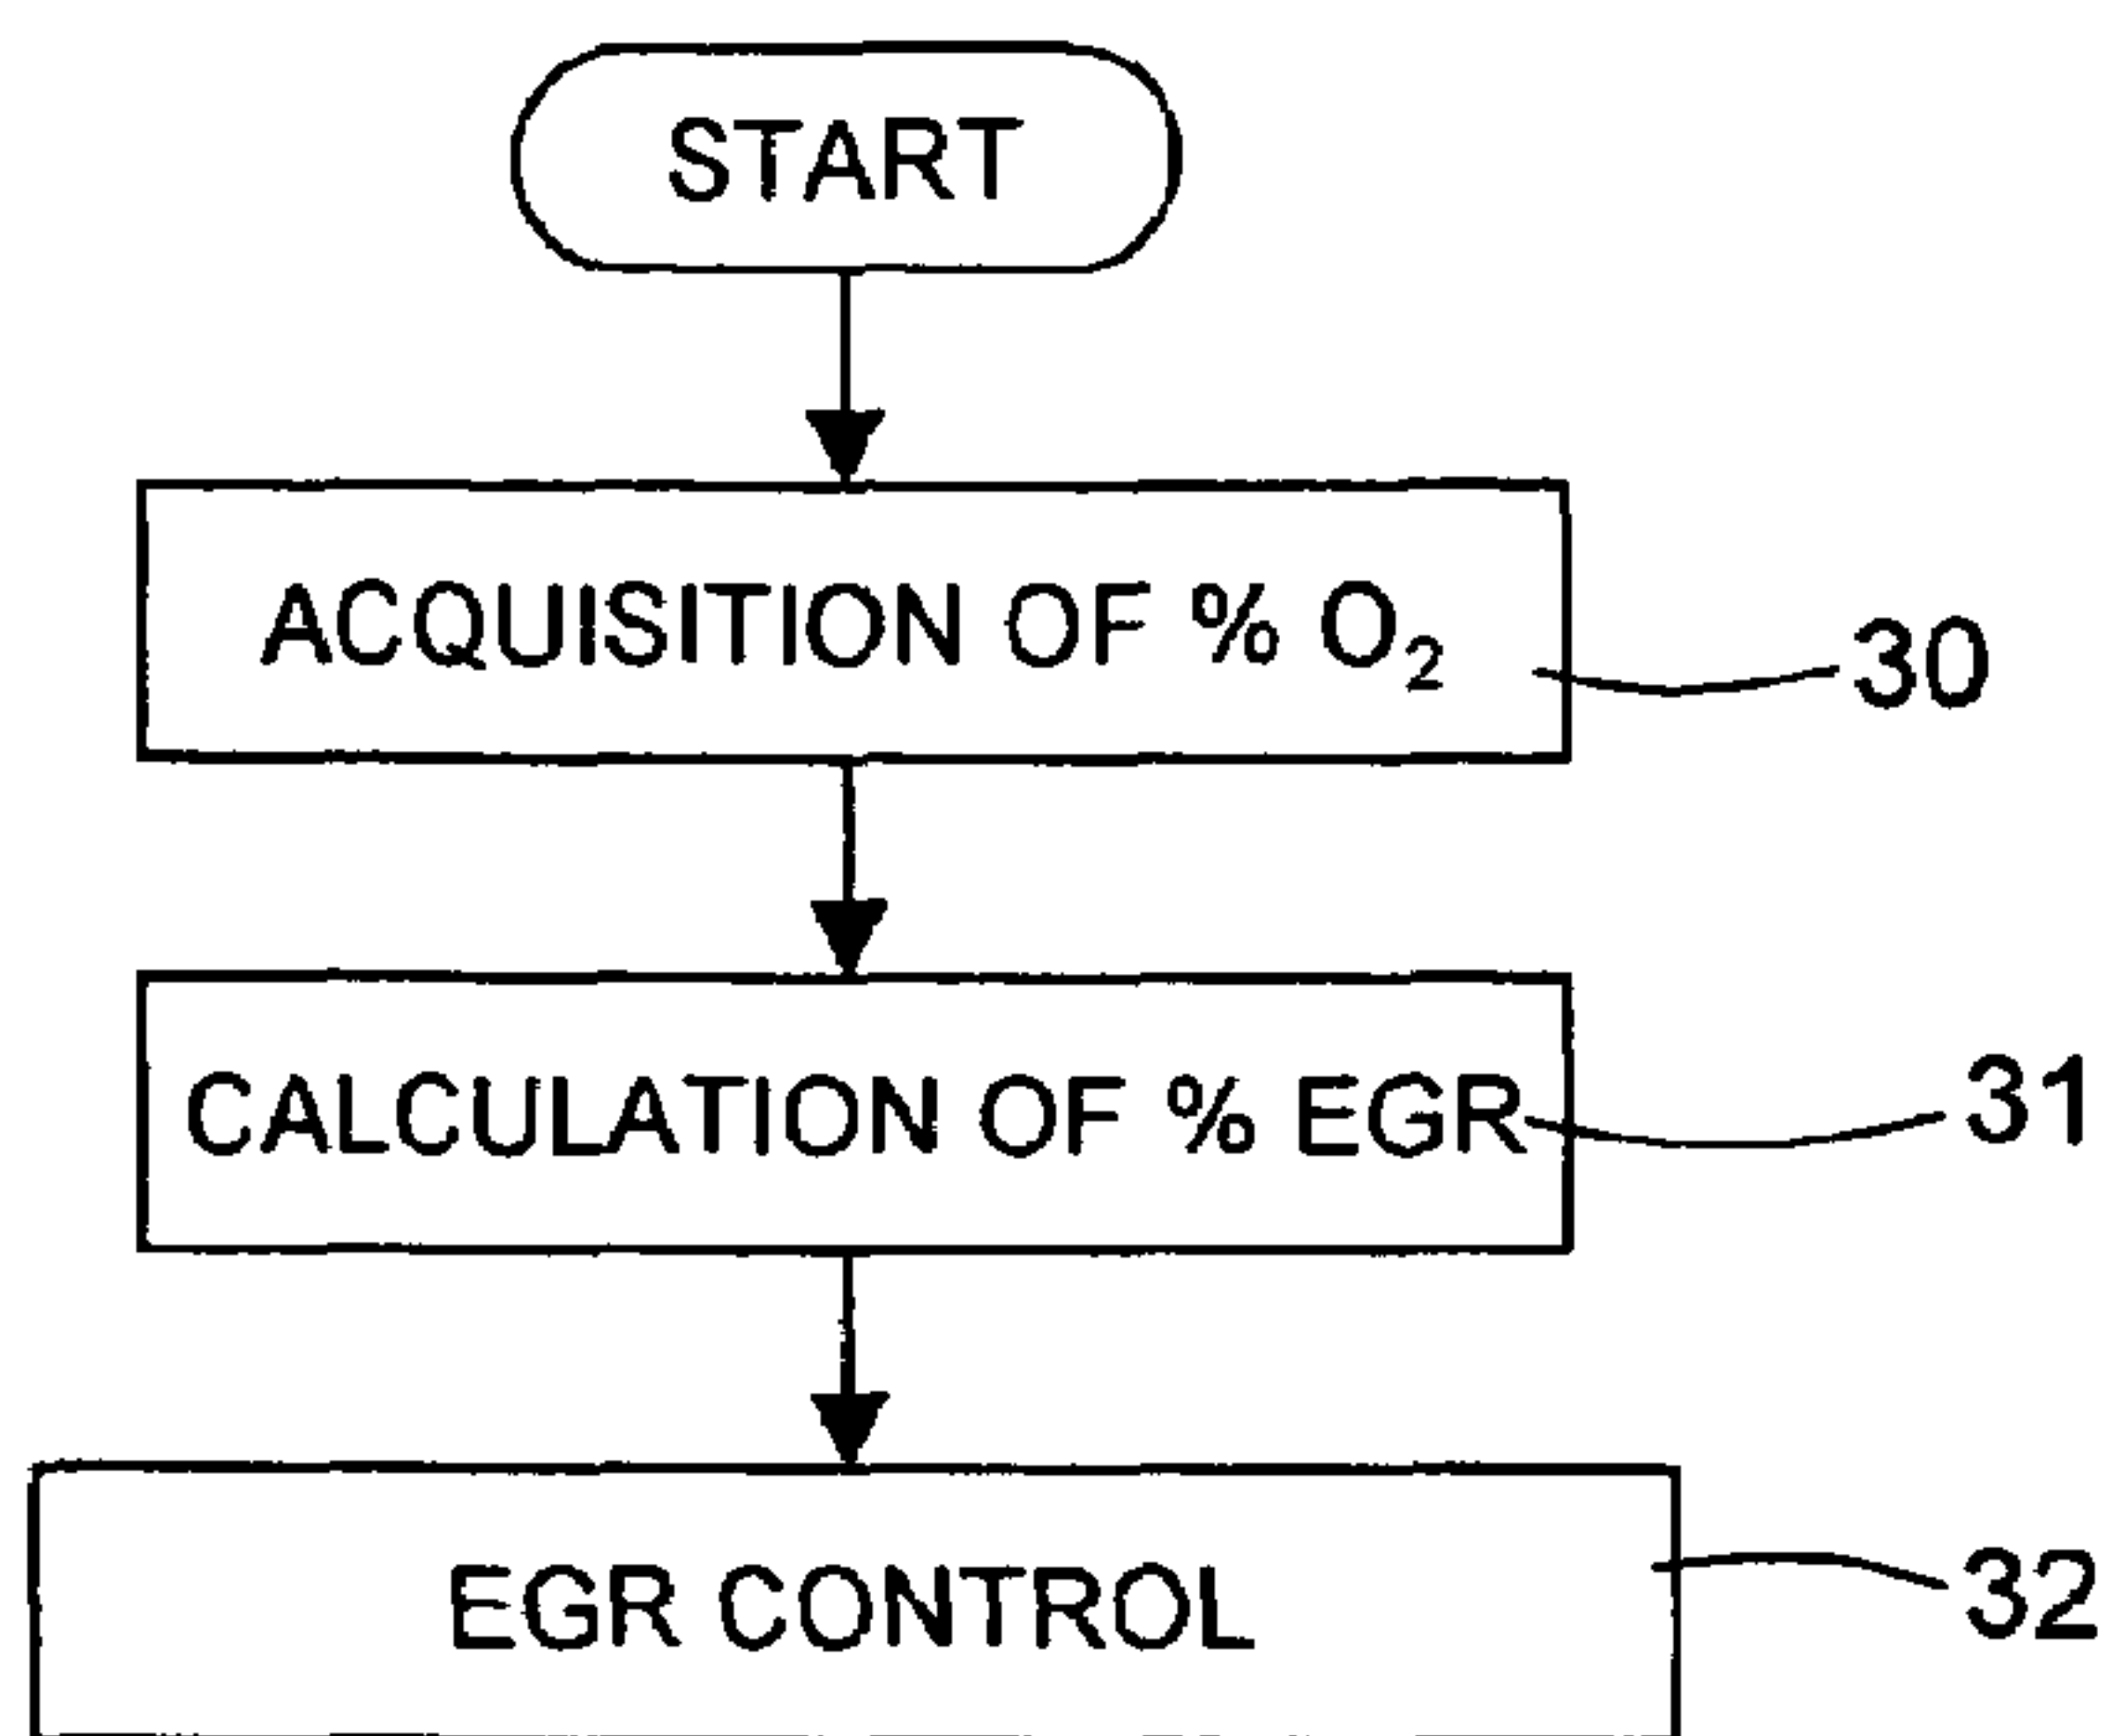 START
ACQUISITION OF % O₂
30
CALCULATION OF % EGR
31
EGR CONTROL
32